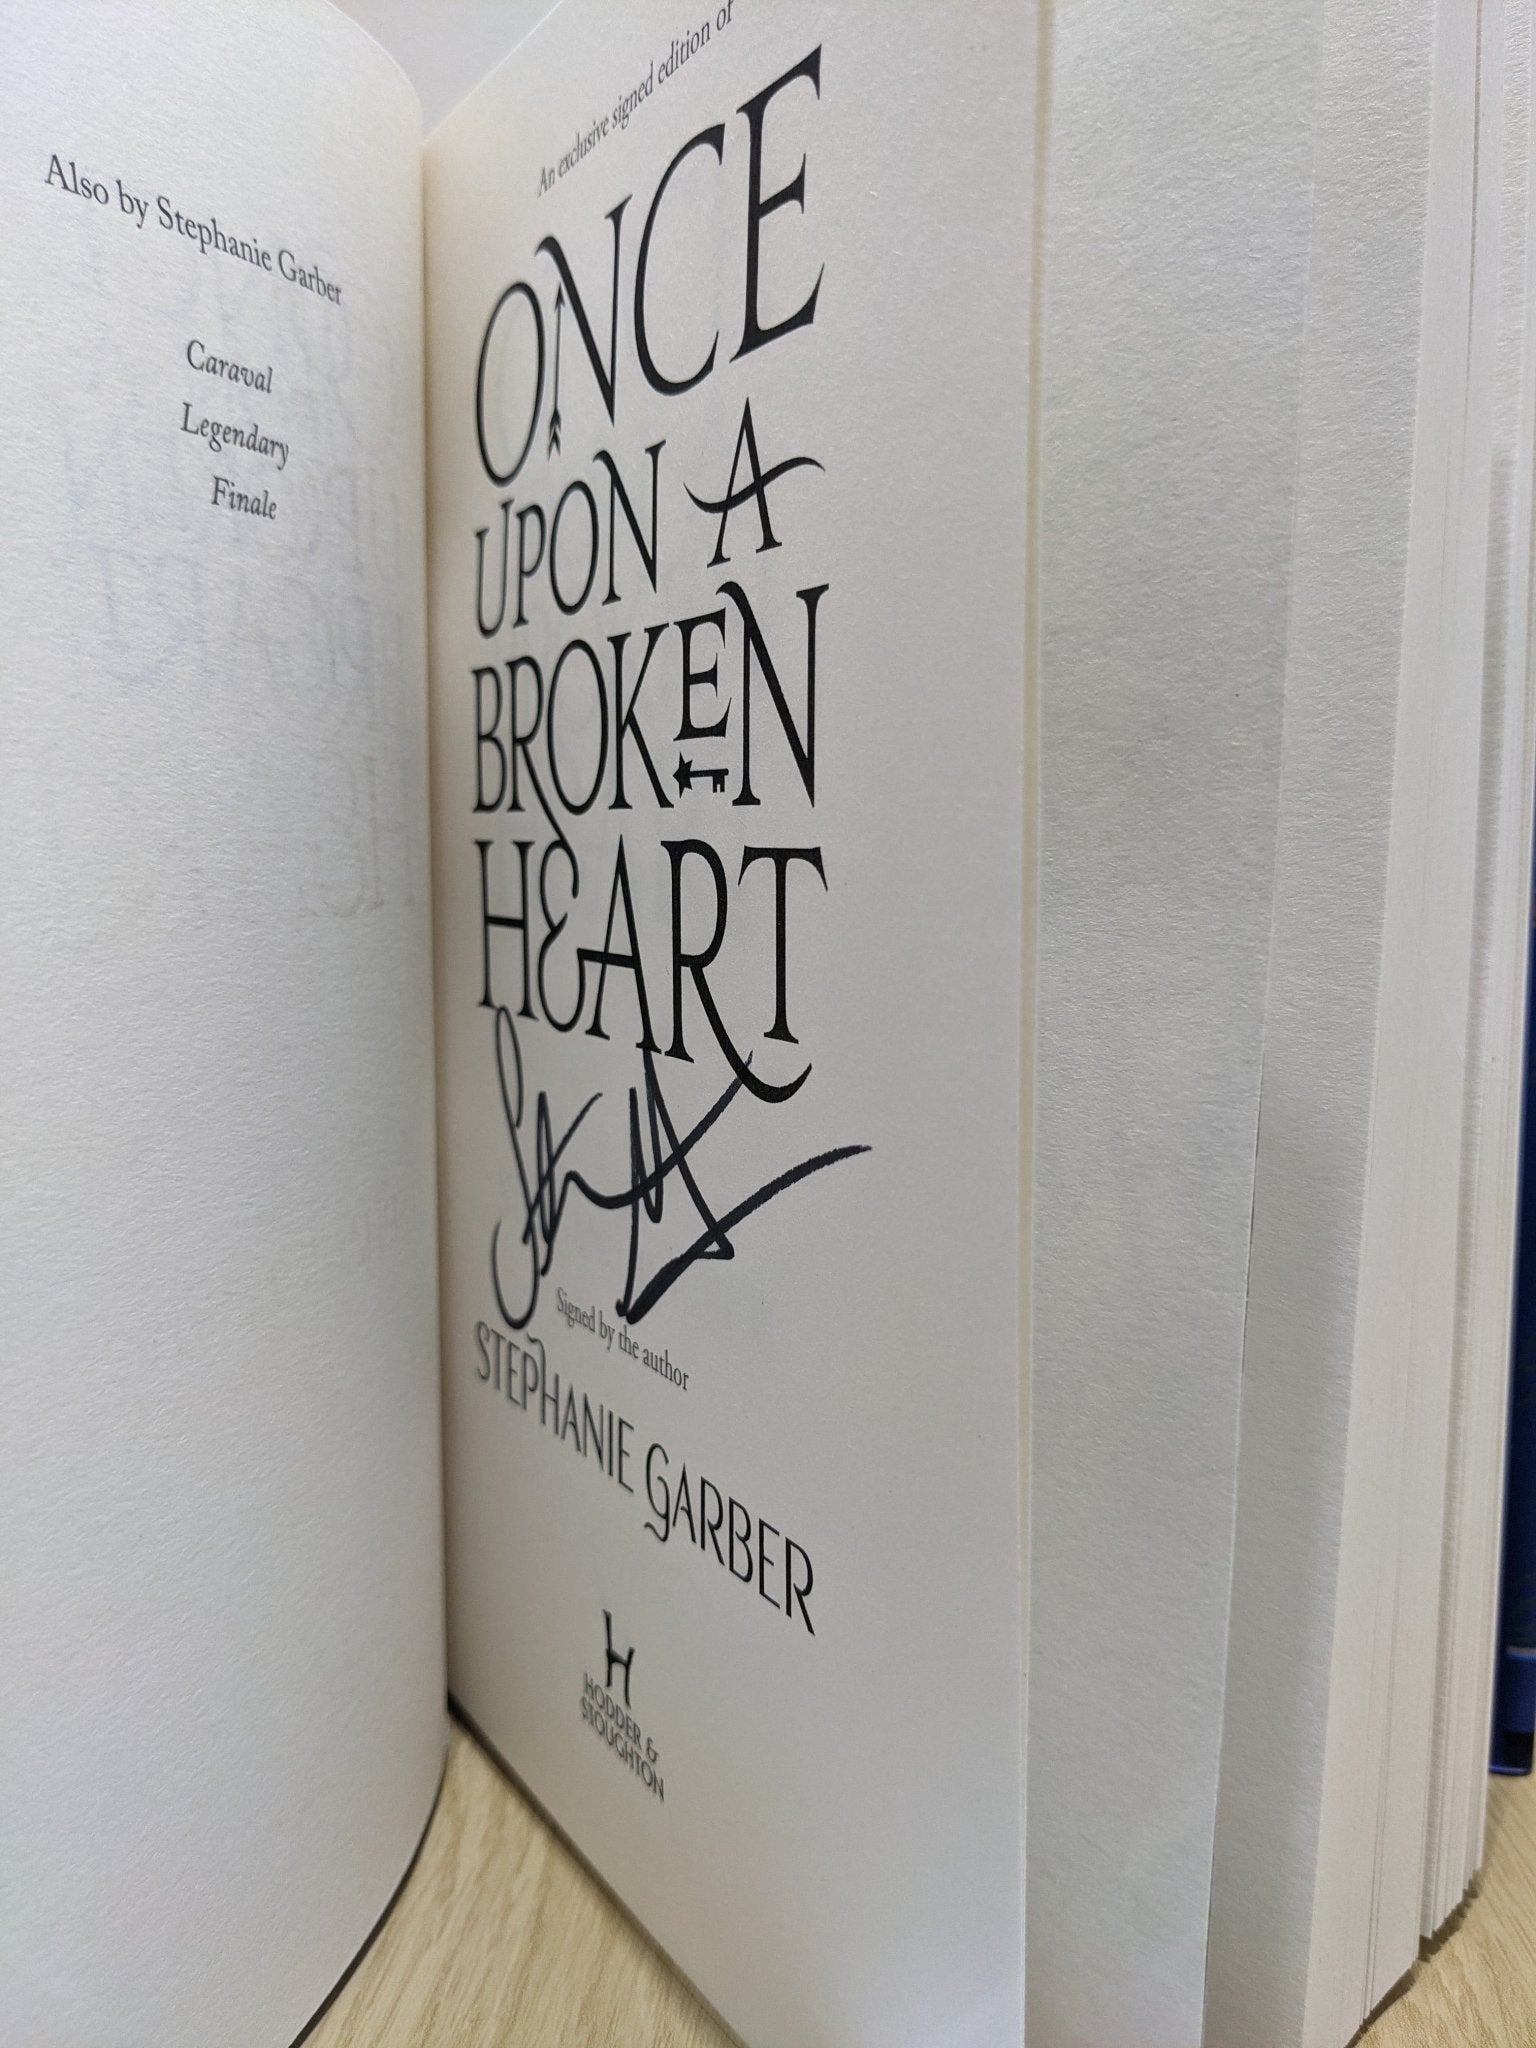 Also by Stephanie Garber
Caraval
Legendary
Finale
An exclusive signed edition of
ONCE
UPON A
BROKEN
HEART
Signed by the author
STEPHANIE GARBER
H
HODDER &
STOUGHTON